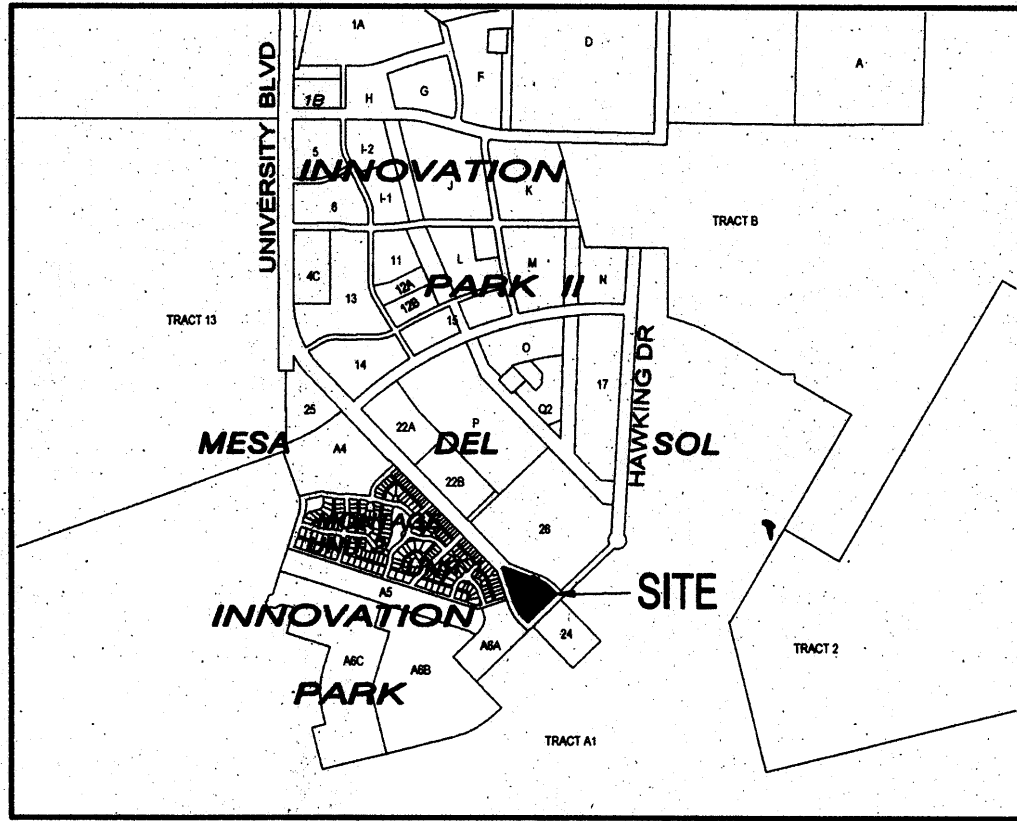 1A
D
A
F
G
H
1B
UNIVERSITY BLVD
5
I-2
INNOVATION
J
K
6
I-1
TRACT B
11
L
M
4C
12A
PARK II
N
13
12B
15
TRACT 13
O
14
17
HAWKING DR
25
Q2
22A
P
MESA DEL SOL
A4
22B
26
A5
SITE
INNOVATION
24
A6A
A6C
A6B
TRACT 2
PARK
TRACT A1